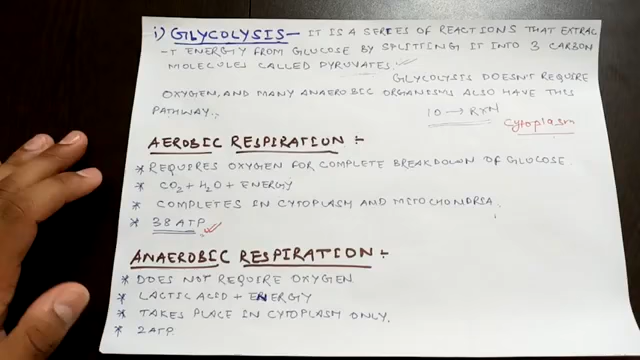 i) GLYCOLYSIS - IT IS A SERIES OF REACTIONS THAT EXTRAC
-T ENERGY FROM GLUCOSE BY SPLITTING IT INTO 3 CARBON
MOLECULES CALLED PYRUVATES.
GLYCOLYSIS DOESN'T REQUIRE
OXYGEN, AND MANY ANAEROBIC ORGANISMS ALSO HAVE THIS
PATHWAY.
10 → RXN
Cytoplasm
AEROBIC RESPIRATION :-
* REQUIRES OXYGEN FOR COMPLETE BREAKDOWN OF GLUCOSE.
* CO2 + H2O + ENERGY
* COMPLETES IN CYTOPLASM AND MITOCHONDRIA.
* 38 ATP
ANAEROBIC RESPIRATION :-
* DOES NOT REQUIRE OXYGEN
* LACTIC ACID + ENERGY
* TAKES PLACE IN CYTOPLASM ONLY.
* 2 ATP